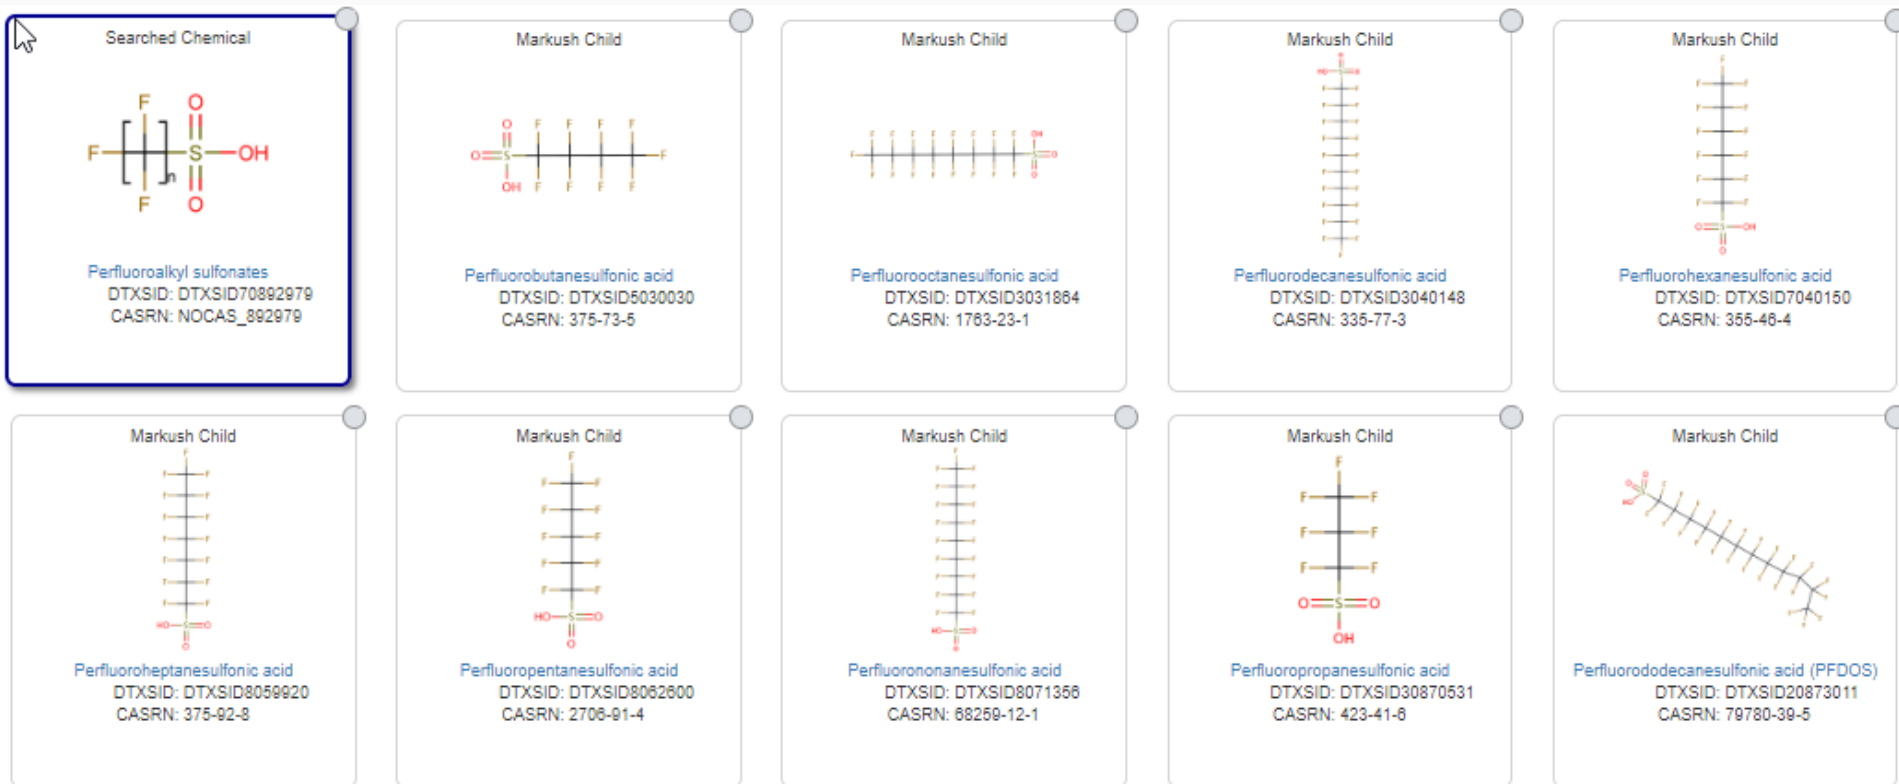 Searched Chemical
F
O
F
[
]
n
S
OH
F
O
Perfluoroalkyl sulfonates
DTXSID: DTXSID70892979
CASRN: NOCAS_892979
Markush Child
O F F F F
O S F
OH F F F F
Perfluorobutanesulfonic acid
DTXSID: DTXSID5030030
CASRN: 375-73-5
Markush Child
Perfluorooctanesulfonic acid
DTXSID: DTXSID3031864
CASRN: 1763-23-1
Markush Child
Perfluorodecanesulfonic acid
DTXSID: DTXSID3040148
CASRN: 335-77-3
Markush Child
Perfluorohexanesulfonic acid
DTXSID: DTXSID7040150
CASRN: 355-46-4
Markush Child
Perfluoroheptanesulfonic acid
DTXSID: DTXSID8059920
CASRN: 375-92-8
Markush Child
F
F F
F F
F F
F F
F F
HO S O
O
Perfluoropentanesulfonic acid
DTXSID: DTXSID8062600
CASRN: 2706-91-4
Markush Child
Perfluorononanesulfonic acid
DTXSID: DTXSID8071356
CASRN: 68259-12-1
Markush Child
F
F F
F F
F F
O S O
OH
Perfluoropropanesulfonic acid
DTXSID: DTXSID30870531
CASRN: 423-41-6
Markush Child
Perfluorododecanesulfonic acid (PFDOS)
DTXSID: DTXSID20873011
CASRN: 79780-39-5